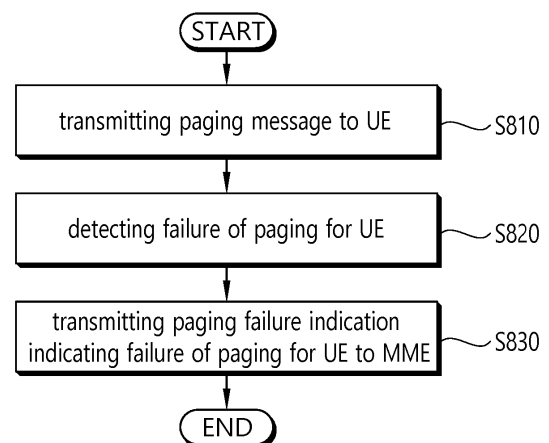 START
transmitting paging message to UE
S810
detecting failure of paging for UE
S820
transmitting paging failure indication
indicating failure of paging for UE to MME
S830
END